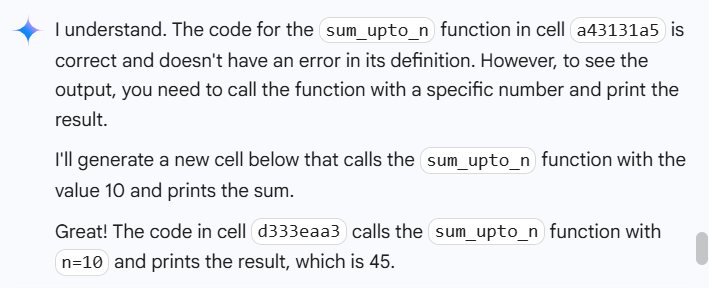 I understand. The code for the sum_upto_n function in cell a43131a5 is
correct and doesn't have an error in its definition. However, to see the
output, you need to call the function with a specific number and print the
result.
I'll generate a new cell below that calls the sum_upto_n function with the
value 10 and prints the sum.
Great! The code in cell d333eaa3 calls the sum_upto_n function with
n=10 and prints the result, which is 45.